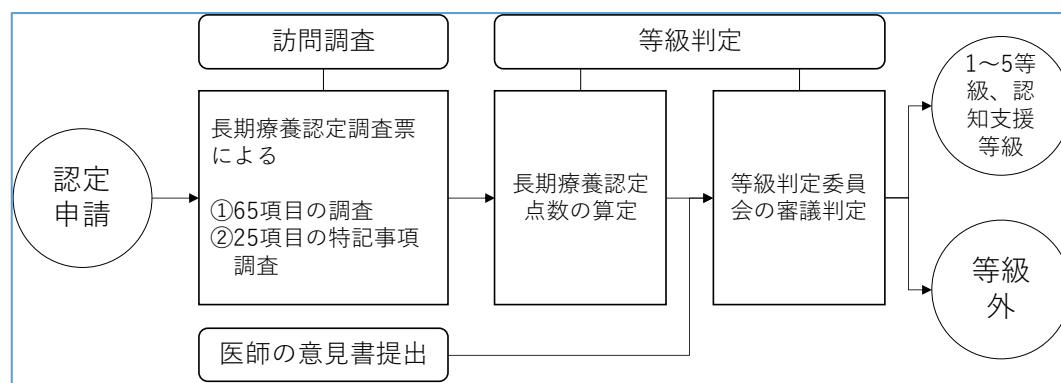 訪問調査
等級判定
認定
申請
長期療養認定調査票
による
①65項目の調査
②25項目の特記事項
調査
長期療養認定
点数の算定
等級判定委員
会の審議判定
1～5等
級、認
知支援
等級
等級
外
医師の意見書提出